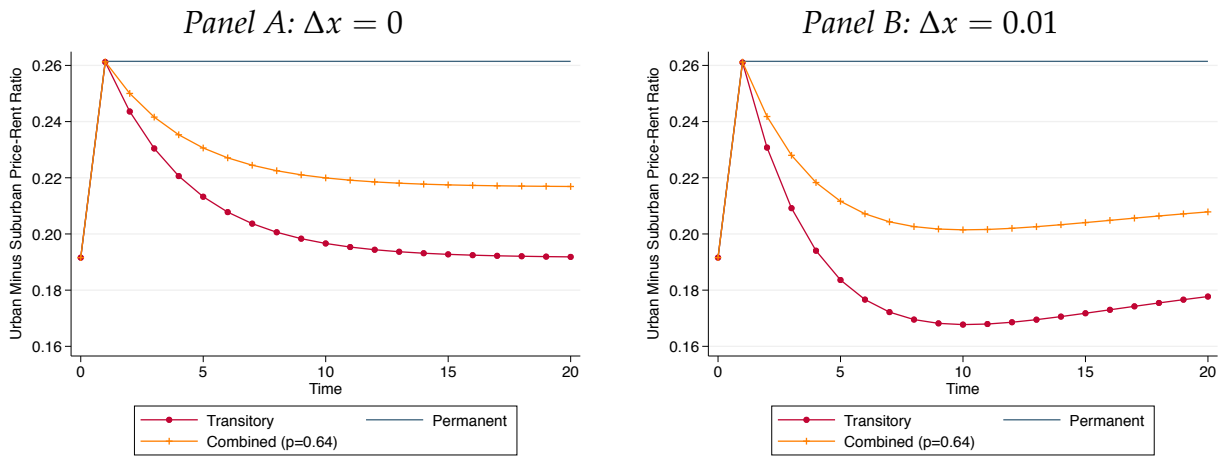 Panel A: Δx = 0
Urban Minus Suburban Price-Rent Ratio
0.26
0.24
0.22
0.20
0.18
0.16
0 5 10 15 20
Time
Transitory Permanent
Combined (p=0.64)
Panel B: Δx = 0.01
Urban Minus Suburban Price-Rent Ratio
0.26
0.24
0.22
0.20
0.18
0.16
0 5 10 15 20
Time
Transitory Permanent
Combined (p=0.64)